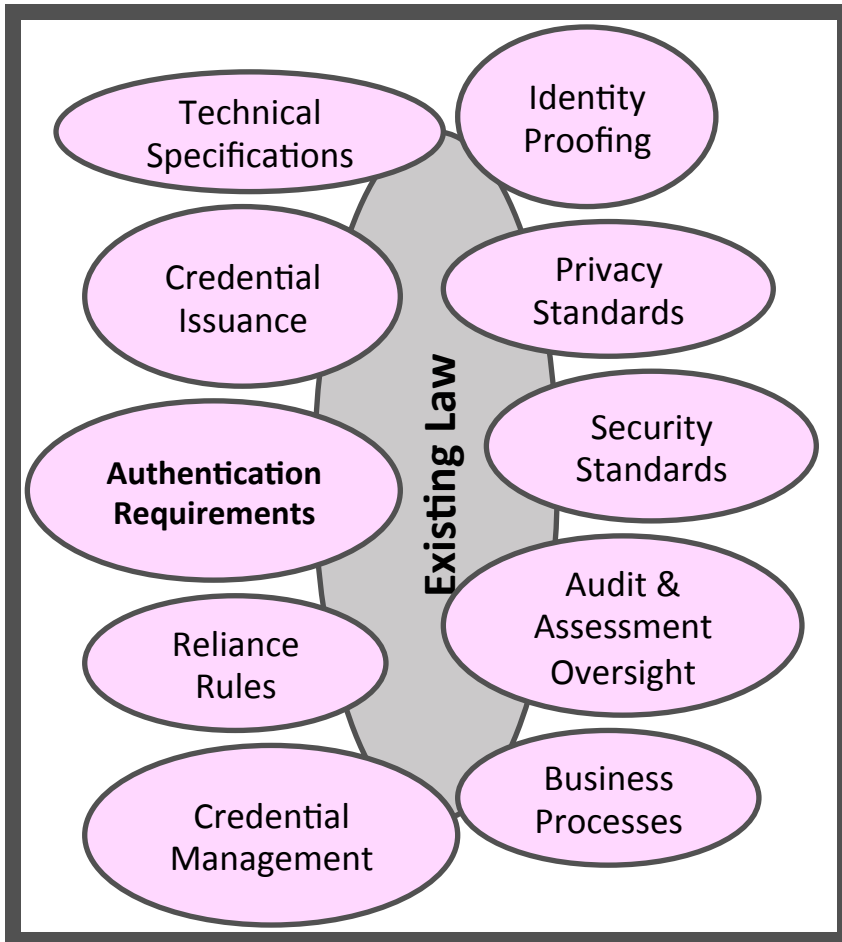 Technical
Specifications
Identity
Proofing
Credential
Issuance
Privacy
Standards
Existing Law
Authentication
Requirements
Security
Standards
Reliance
Rules
Audit &
Assessment
Oversight
Credential
Management
Business
Processes